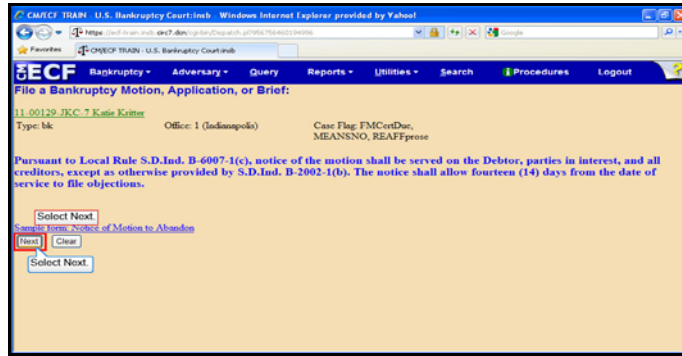 CM/ECF TRAIN - U.S. Bankruptcy Court:insb - Windows Internet Explorer provided by Yahoo!
Google
Favorites CM/ECF TRAIN - U.S. Bankruptcy Court:insb
ECF Bankruptcy Adversary Query Reports Utilities Search Procedures Logout ?
File a Bankruptcy Motion, Application, or Brief:
11-00129-JKC-7 Katie Kritter
Type: bk Office: 1 (Indianapolis) Case Flag: FMCertDue,
MEANSNO, REAFFprose
Pursuant to Local Rule S.D.Ind. B-6007-1(c), notice of the motion shall be served on the Debtor, parties in interest, and all
creditors, except as otherwise provided by S.D.Ind. B-2002-1(b). The notice shall allow fourteen (14) days from the date of
service to file objections.
Select Next.
Sample form: Notice of Motion to Abandon
Next Clear
Select Next.